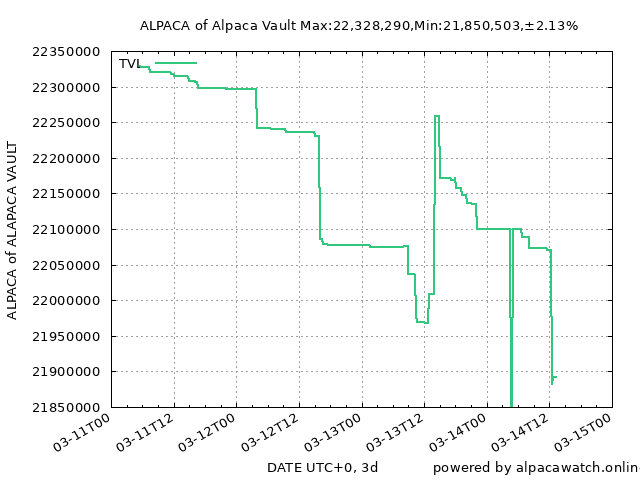 ALPACA of Alpaca Vault Max:22,328,290,Min:21,850,503,±2.13%
TVL
22350000
22300000
22250000
22200000
22150000
22100000
22050000
22000000
21950000
21900000
21850000
ALPACA of ALAPACA VAULT
03-11T00
03-11T12
03-12T00
03-12T12
03-13T00
03-13T12
03-14T00
03-14T12
03-15T00
DATE UTC+0, 3d
powered by alpacawatch.online